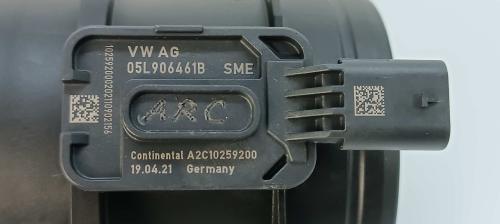 VW AG
05L906461B SME
ARC
Continental A2C10259200
19.04.21 Germany